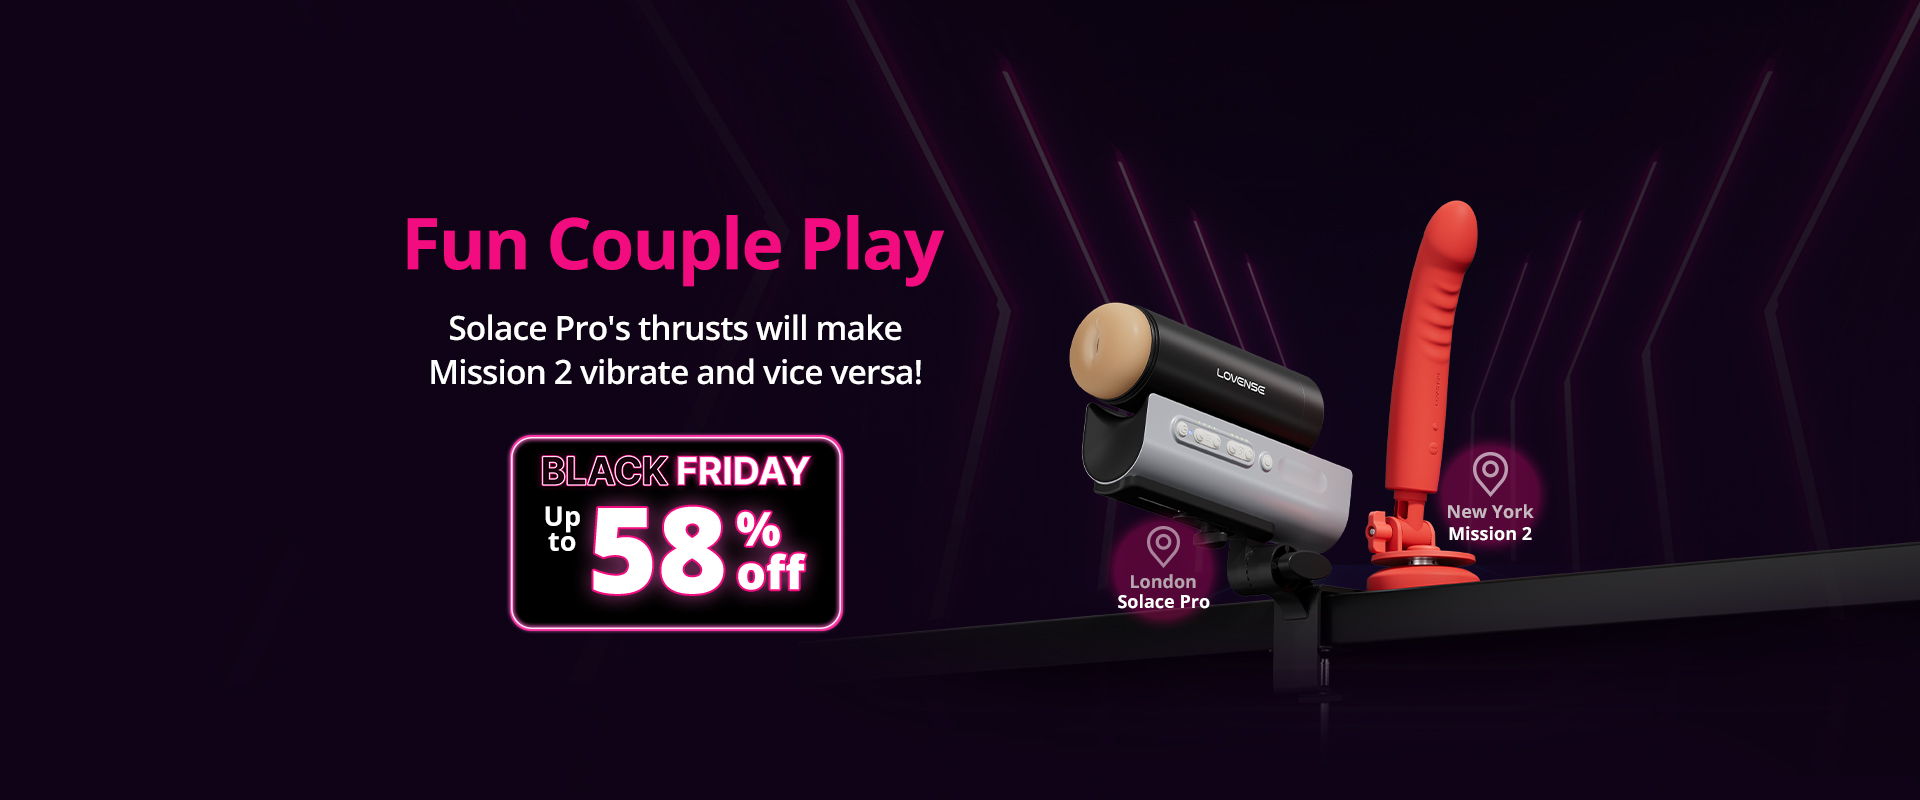 Fun Couple Play
Solace Pro's thrusts will make
Mission 2 vibrate and vice versa!
BLACK FRIDAY
Up to
58% off
LOVENSE
London
Solace Pro
New York
Mission 2